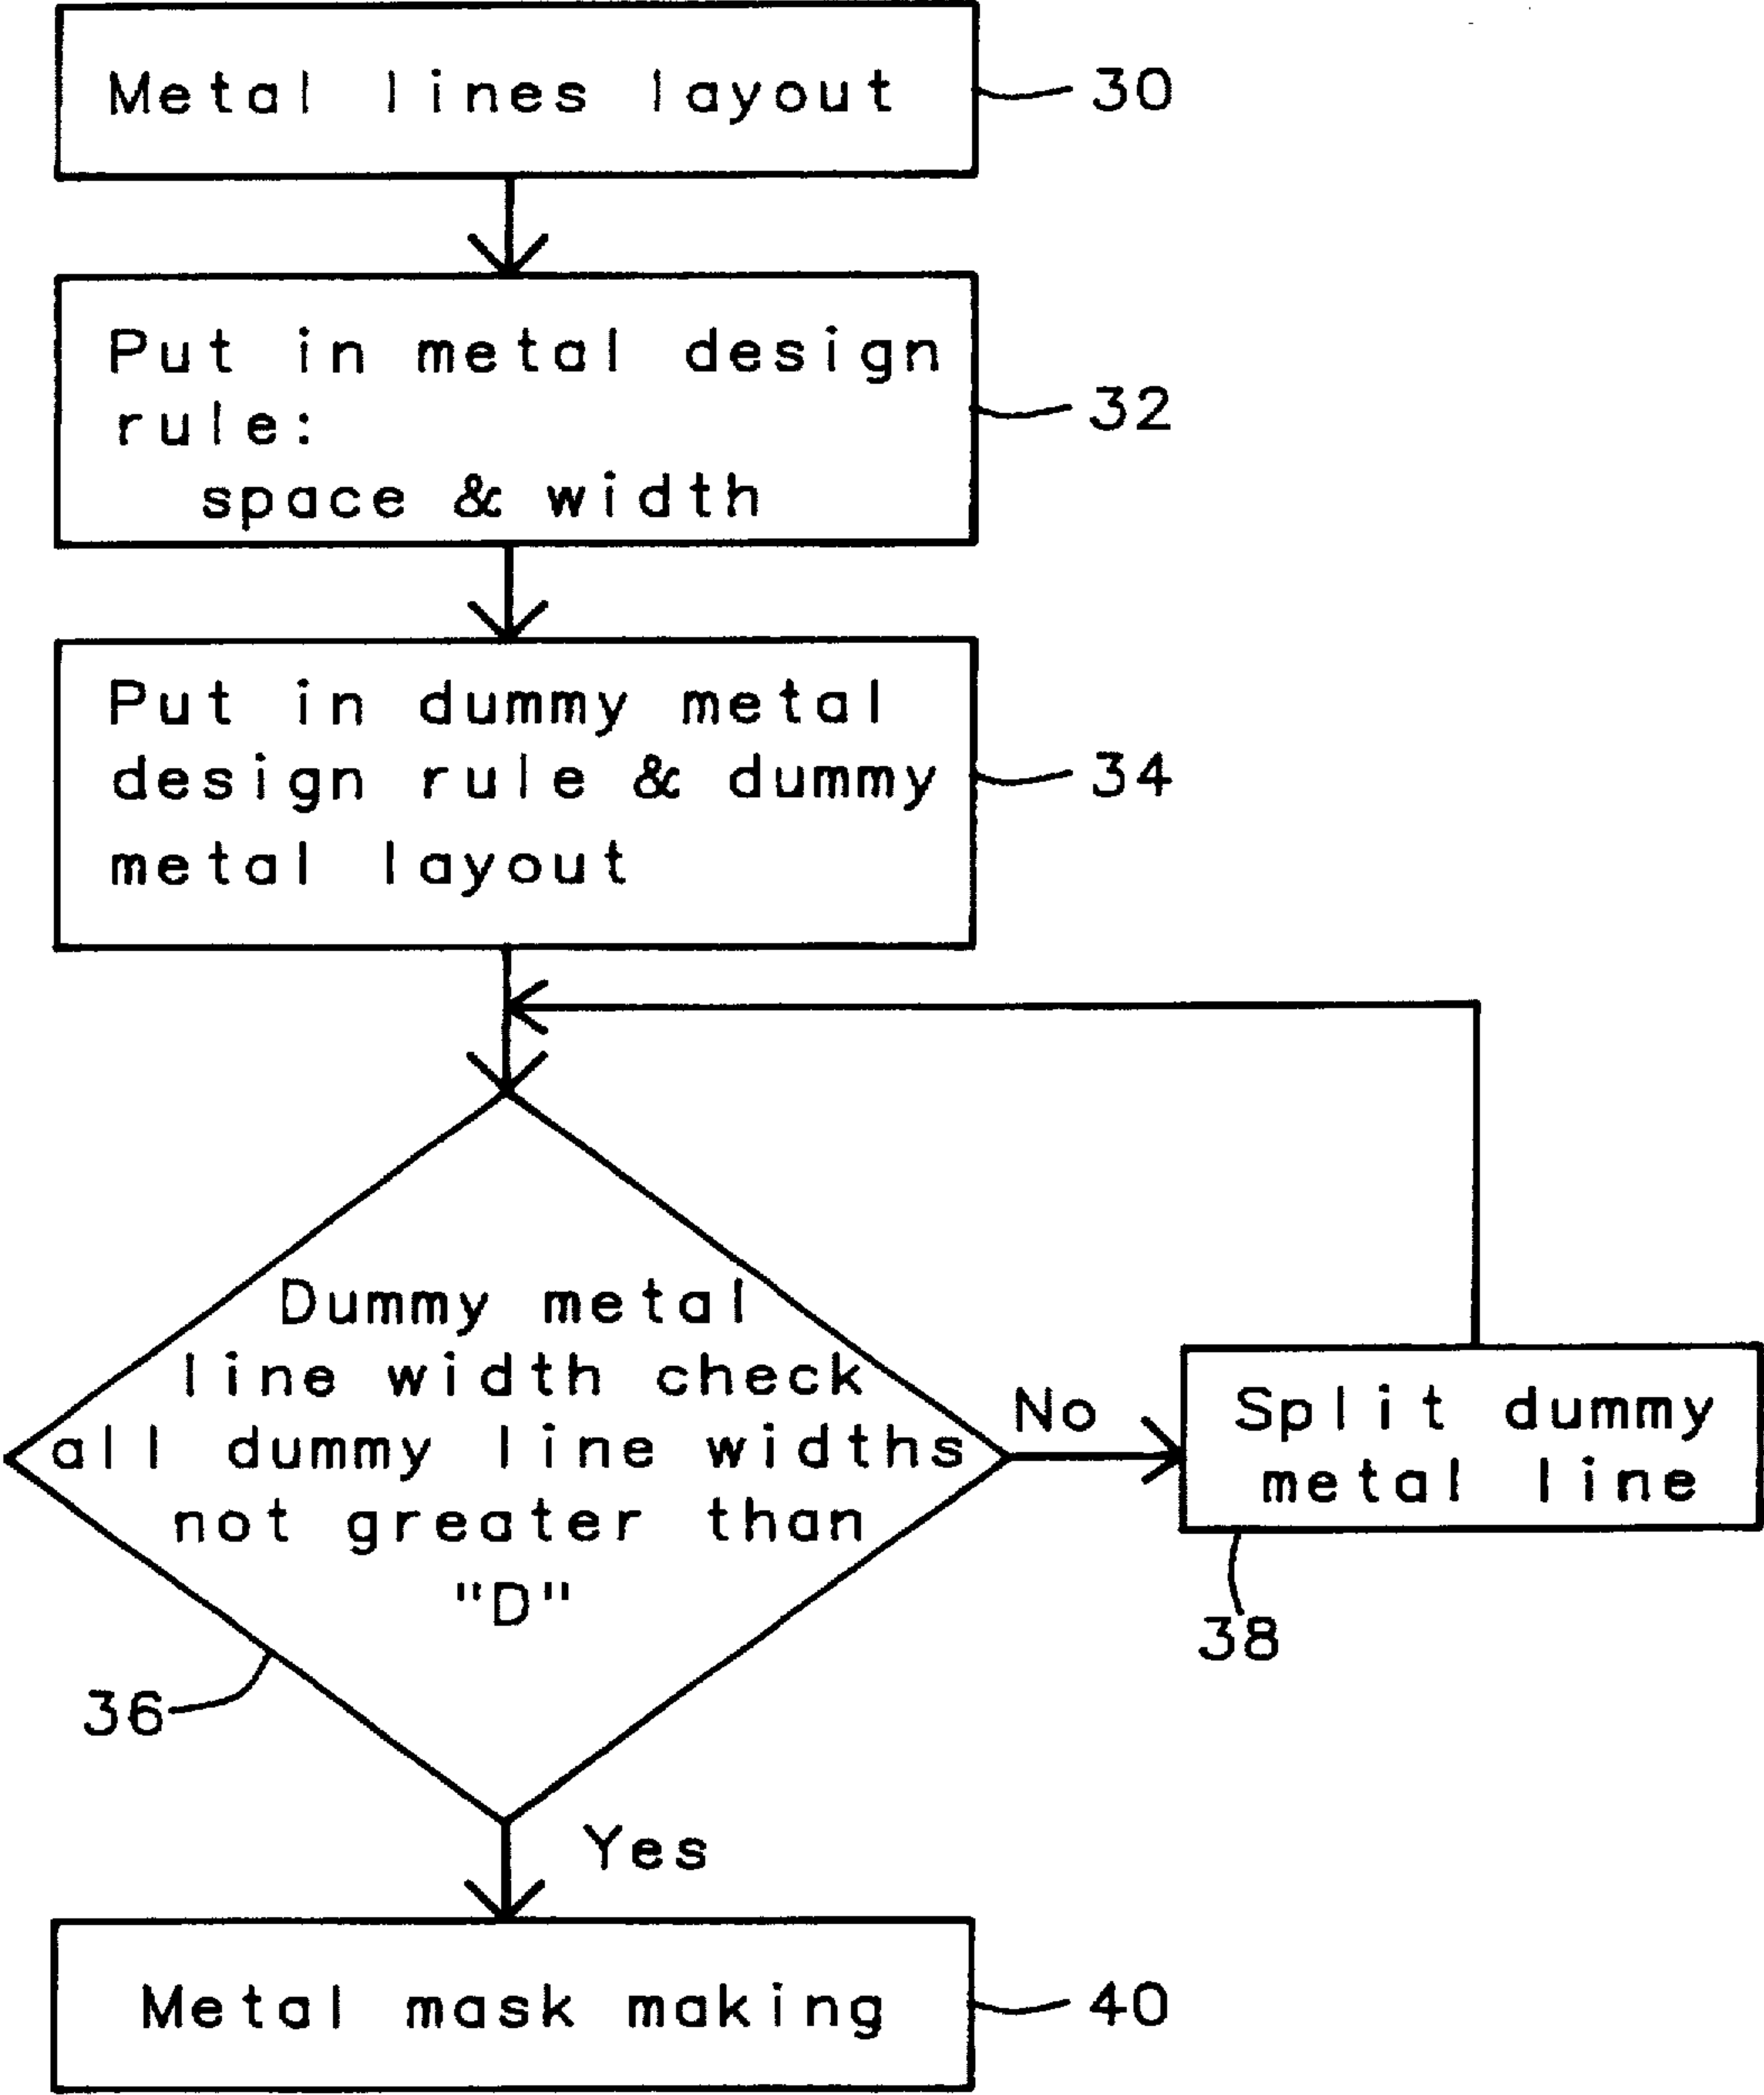 Metal lines layout
30
Put in metal design
rule:
space & width
32
Put in dummy metal
design rule & dummy
metal layout
34
Dummy metal
line width check
all dummy line widths
not greater than
"D"
36
No
Split dummy
metal line
38
Yes
Metal mask making
40